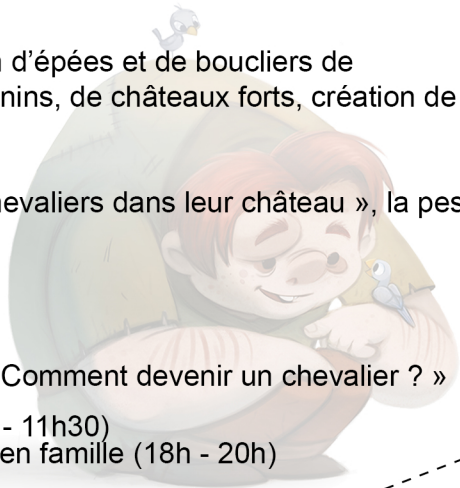 d’épées et de boucliers de
nins, de châteaux forts, création de
evaliers dans leur château », la pes
Comment devenir un chevalier ? »
- 11h30)
en famille (18h - 20h)